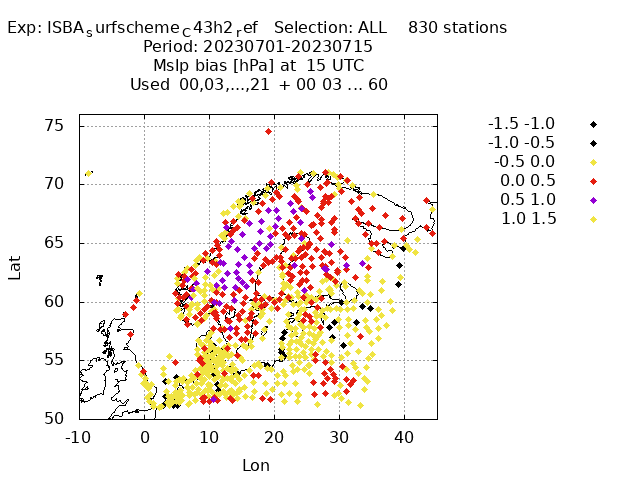 Exp: ISBA_surfscheme_C43h2_ref   Selection: ALL    830 stations
Period: 20230701-20230715
Mslp bias [hPa] at  15 UTC
Used  00,03,...,21  + 00 03 ... 60
-1.5 -1.0
-1.0 -0.5
-0.5 0.0
0.0 0.5
0.5 1.0
1.0 1.5
75
70
65
60
55
50
Lat
-10 0 10 20 30 40
Lon